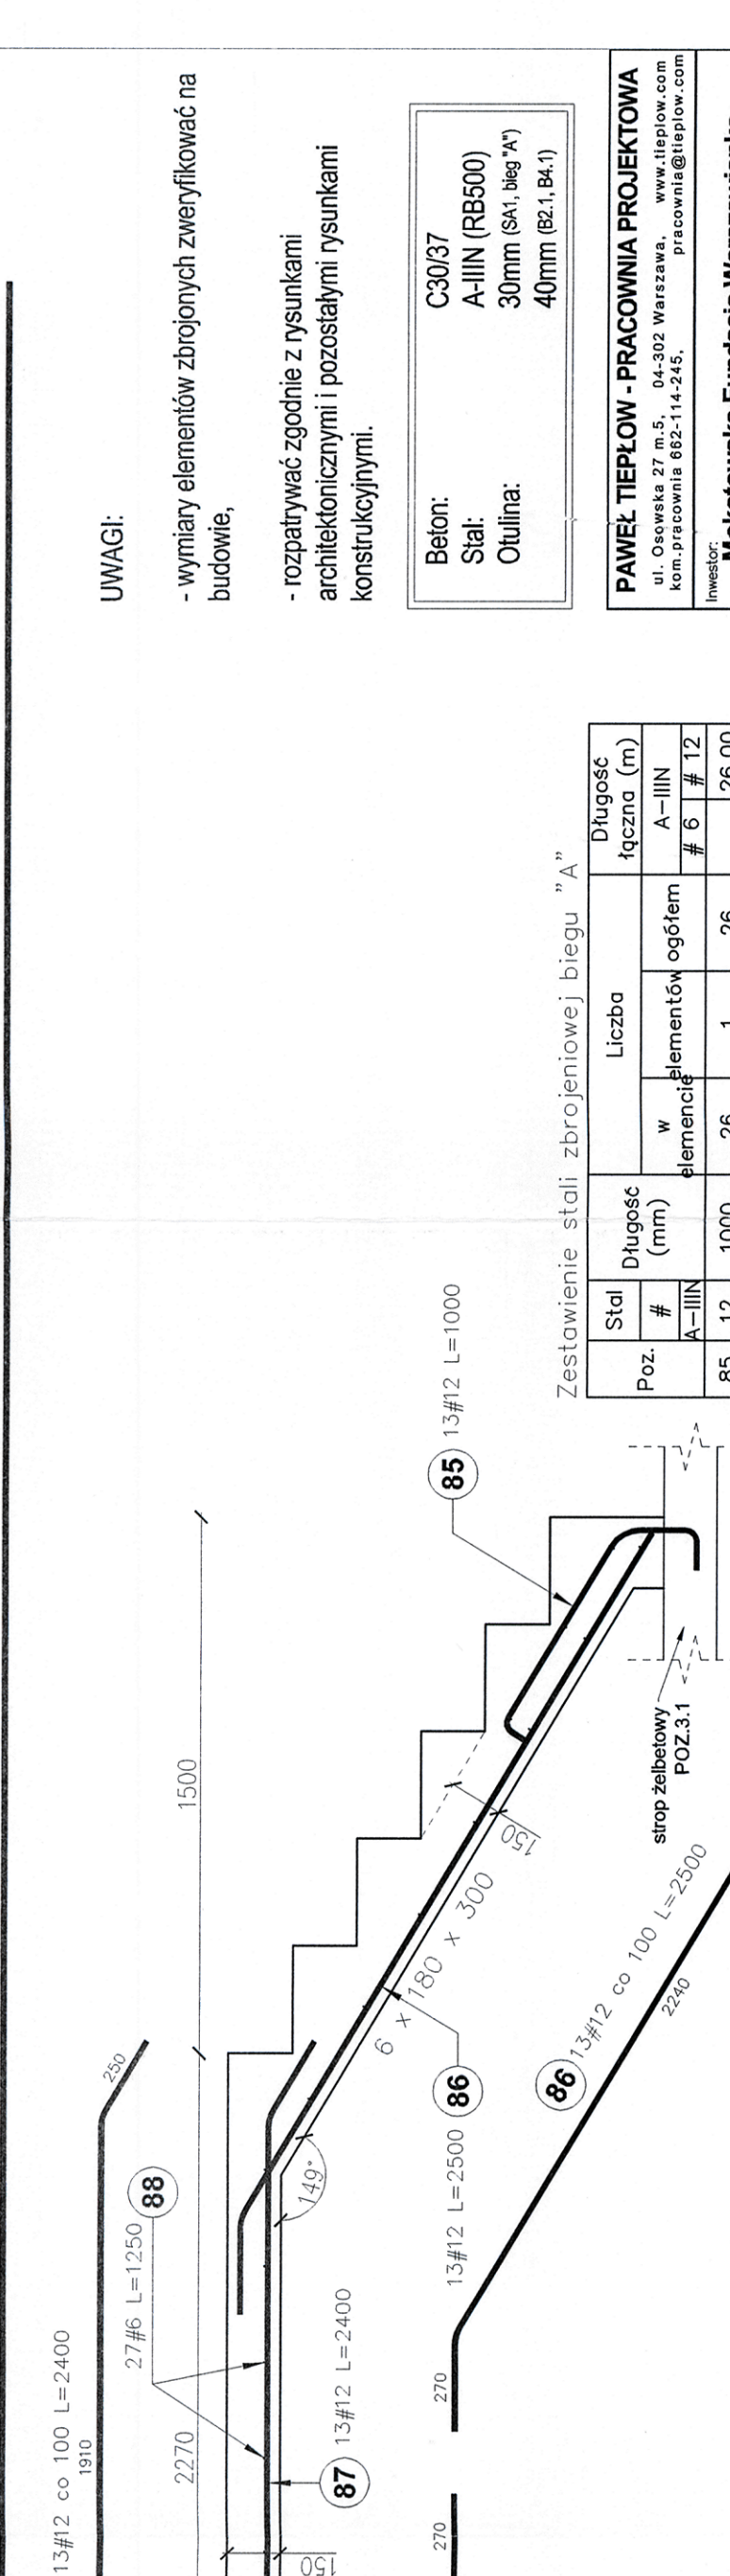 UWAGI:
- wymiary elementów zbrojonych zweryfikować na
budowie,
- rozpatrywać zgodnie z rysunkami
architektonicznymi i pozostałymi rysunkami
konstrukcyjnymi.
Beton: C30/37
Stal: A-IIIN (RB500)
Otulina: 30mm (SA1, bieg "A")
40mm (B2.1, B4.1)
PAWEŁ TIEPŁOW - PRACOWNIA PROJEKTOWA
ul. Osowska 27 m.5, 04-302 Warszawa, www.tieplow.com
kom.pracownia 662-114-245, pracownia@tieplow.com
Inwestor:
Zestawienie stali zbrojeniowej biegu "A"
Poz. Stal Długość (mm) Liczba Długość łączna (m)
# w elemencie elementów ogółem A-IIIN
A-IIIN # 6 # 12
85 12 1000 26 1 26 26.00
85 13#12 L=1000
1500
150
strop żelbetowy
POZ.3.1
6 x 180 x 300
86
13#12 L=2500
86 13#12 co 100 L=2500
2240
270
270
149°
250
88
27#6 L=1250
13#12 co 100 L=2400
1910
2270
87 13#12 L=2400
150